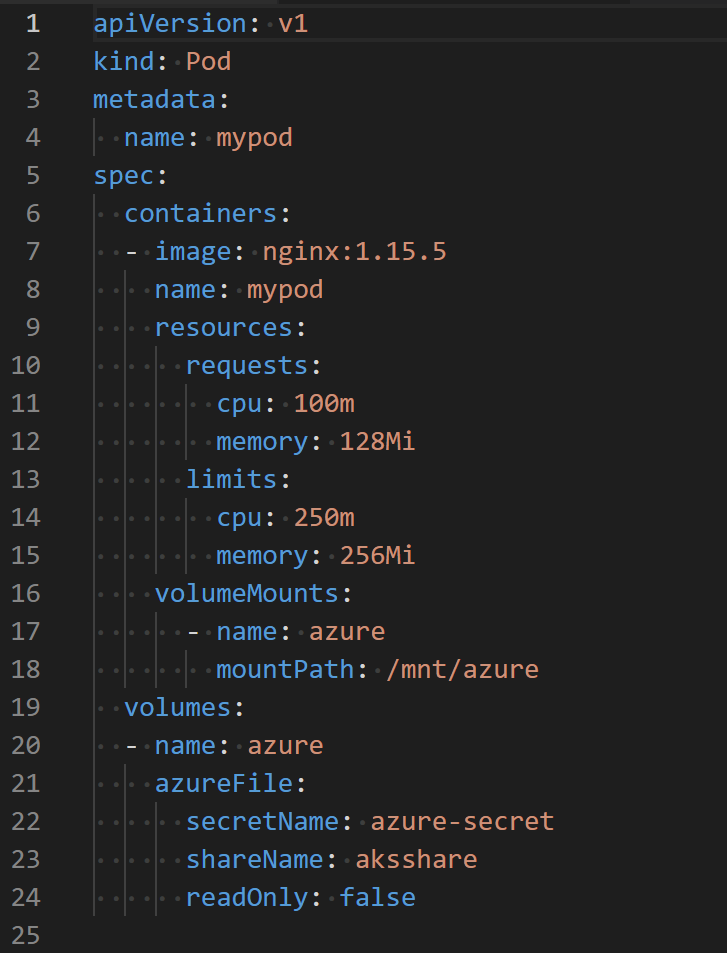 1 apiVersion: v1
2 kind: Pod
3 metadata:
4   name: mypod
5 spec:
6   containers:
7   - image: nginx:1.15.5
8     name: mypod
9     resources:
10       requests:
11         cpu: 100m
12         memory: 128Mi
13       limits:
14         cpu: 250m
15         memory: 256Mi
16     volumeMounts:
17       - name: azure
18         mountPath: /mnt/azure
19   volumes:
20   - name: azure
21     azureFile:
22       secretName: azure-secret
23       shareName: aksshare
24       readOnly: false
25